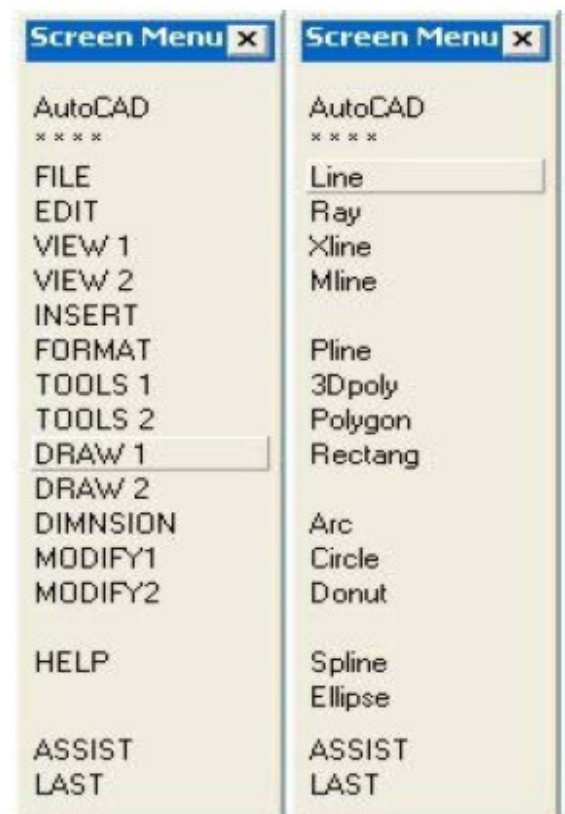 Screen Menu
AutoCAD
* * * *
FILE
EDIT
VIEW 1
VIEW 2
INSERT
FORMAT
TOOLS 1
TOOLS 2
DRAW 1
DRAW 2
DIMNSION
MODIFY1
MODIFY2
HELP
ASSIST
LAST
Screen Menu
AutoCAD
* * * *
Line
Ray
Xline
Mline
Pline
3Dpoly
Polygon
Rectang
Arc
Circle
Donut
Spline
Ellipse
ASSIST
LAST